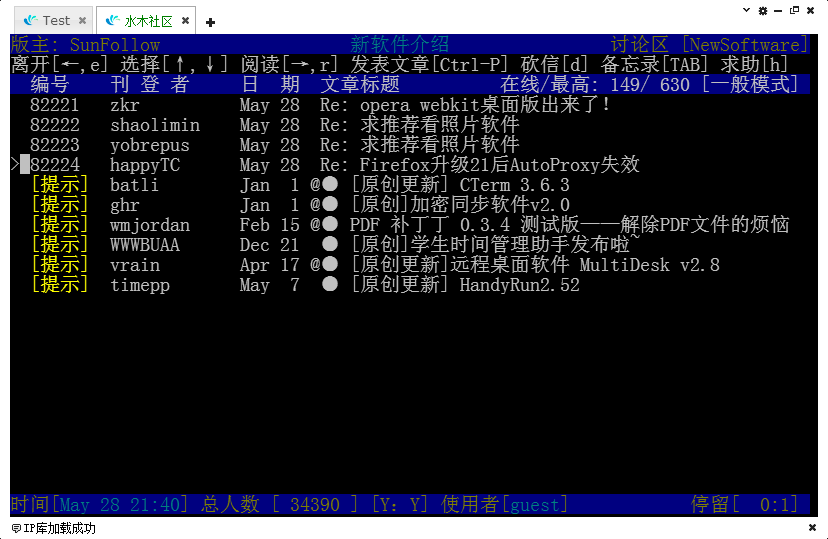 Test 水木社区
版主: SunFollow 新软件介绍 讨论区 [NewSoftware]
离开[←,e] 选择[↑,↓] 阅读[→,r] 发表文章[Ctrl-P] 砍信[d] 备忘录[TAB] 求助[h]
编号 刊 登 者 日 期 文章标题 在线/最高: 149/ 630 [一般模式]
82221 zkr May 28 Re: opera webkit桌面版出来了!
82222 shaolimin May 28 Re: 求推荐看照片软件
82223 yobrepus May 28 Re: 求推荐看照片软件
>82224 happyTC May 28 Re: Firefox升级21后AutoProxy失效
[提示] batli Jan 1 @● [原创更新] CTerm 3.6.3
[提示] ghr Jan 1 @● [原创]加密同步软件v2.0
[提示] wmjordan Feb 15 @● PDF 补丁丁 0.3.4 测试版——解除PDF文件的烦恼
[提示] WWWBUAA Dec 21 ● [原创]学生时间管理助手发布啦~
[提示] vrain Apr 17 @● [原创更新]远程桌面软件 MultiDesk v2.8
[提示] timepp May 7 ● [原创更新] HandyRun2.52
时间[May 28 21:40] 总人数 [ 34390 ] [Y: Y] 使用者[guest] 停留[ 0:1]
IP库加载成功